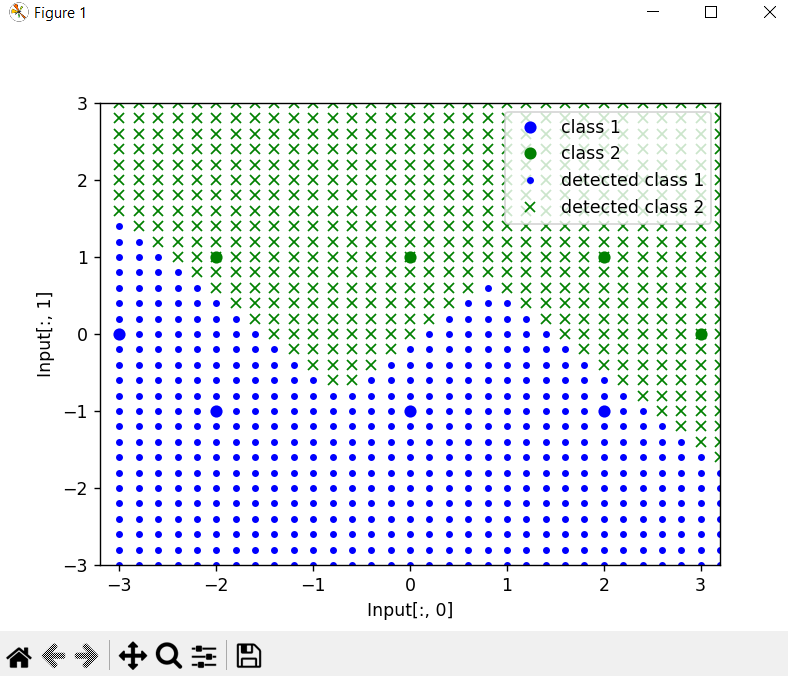 Figure 1
class 1
class 2
detected class 1
detected class 2
3
2
1
0
−1
−2
−3
Input[:, 1]
−3 −2 −1 0 1 2 3
Input[:, 0]